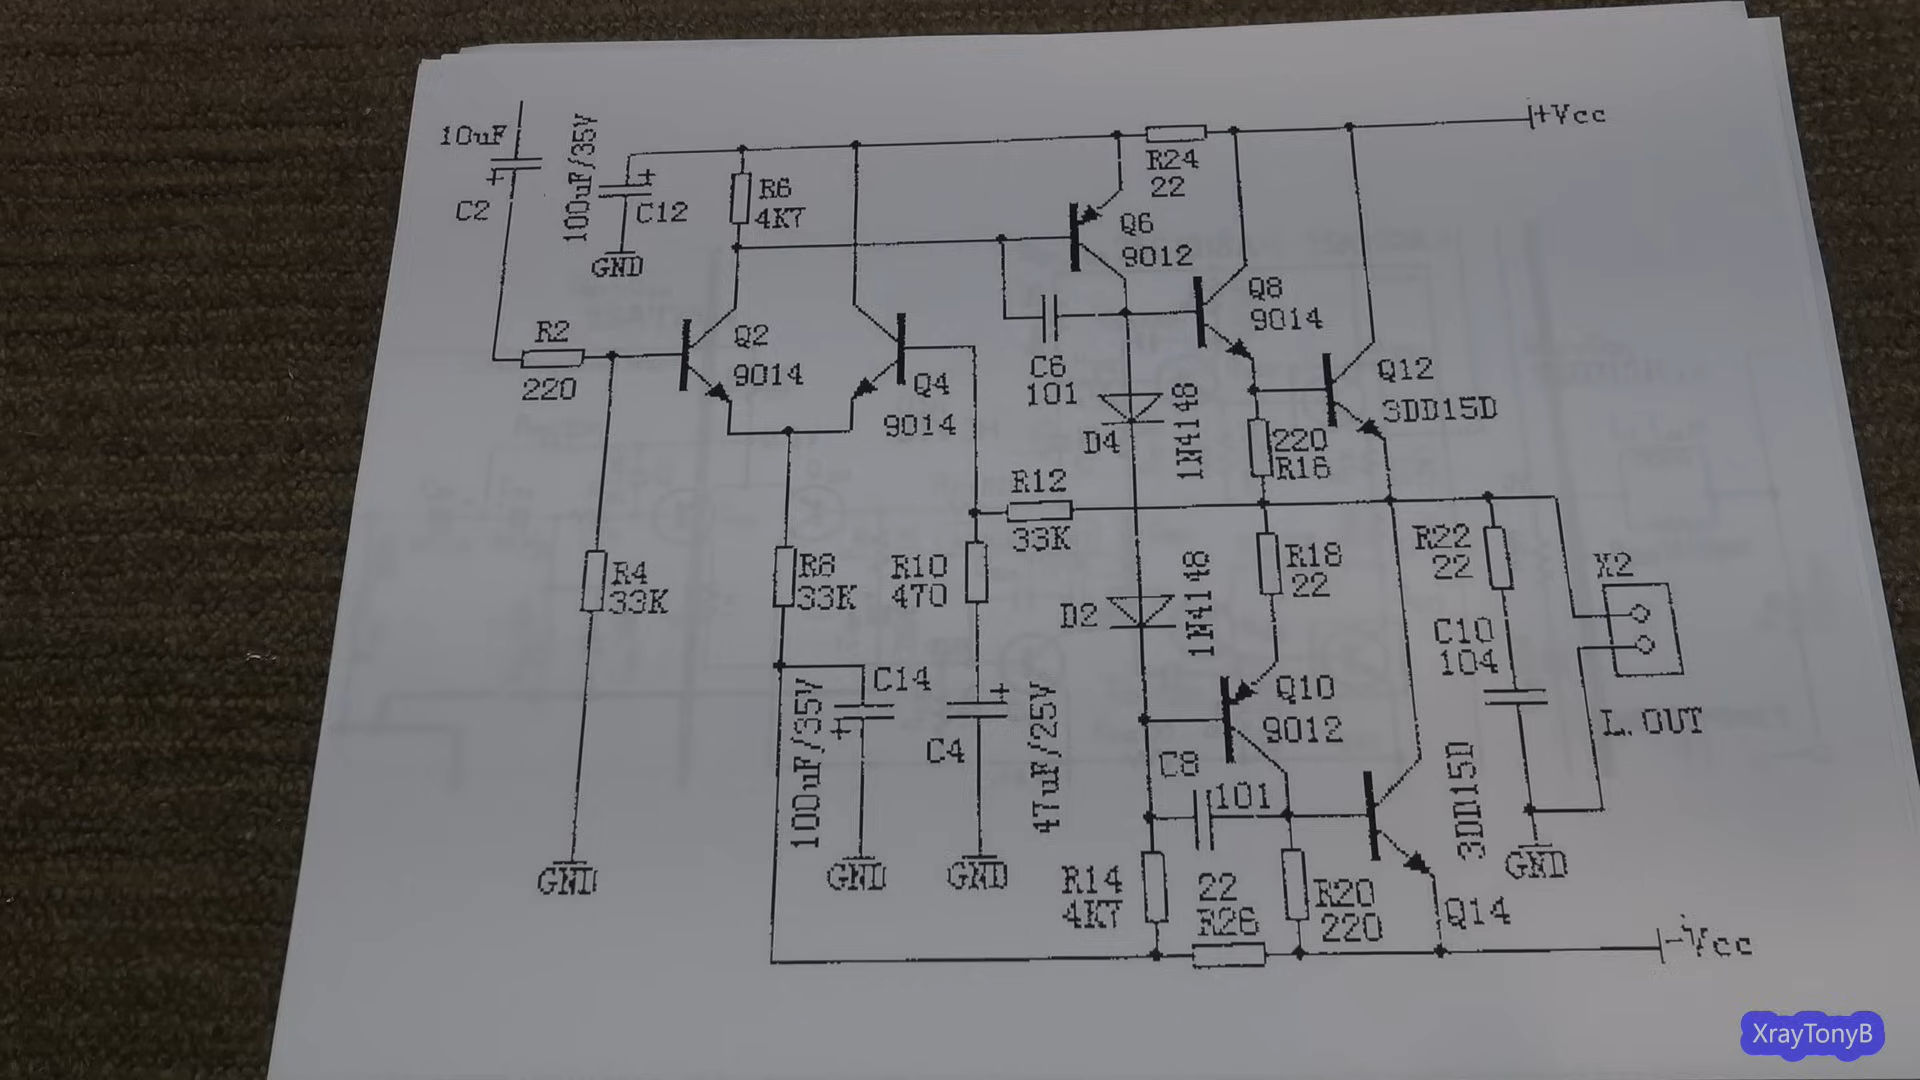 10uF
+
C2
100uF/35V
+
C12
GND
R6
4K7
R24
22
+Vcc
Q6
9012
Q8
9014
R2
220
Q2
9014
Q4
9014
C6
101
D4
1N4148
Q12
3DD15D
220
R16
R12
33K
R4
33K
R8
33K
R10
470
D2
1N4148
R18
22
R22
22
X2
C10
104
L.OUT
C14
+
100uF/35V
+
C4
47uF/25V
Q10
9012
C8
101
3DD15D
GND
GND
GND
GND
R14
4K7
22
R26
R20
220
Q14
-Vcc
XrayTonyB